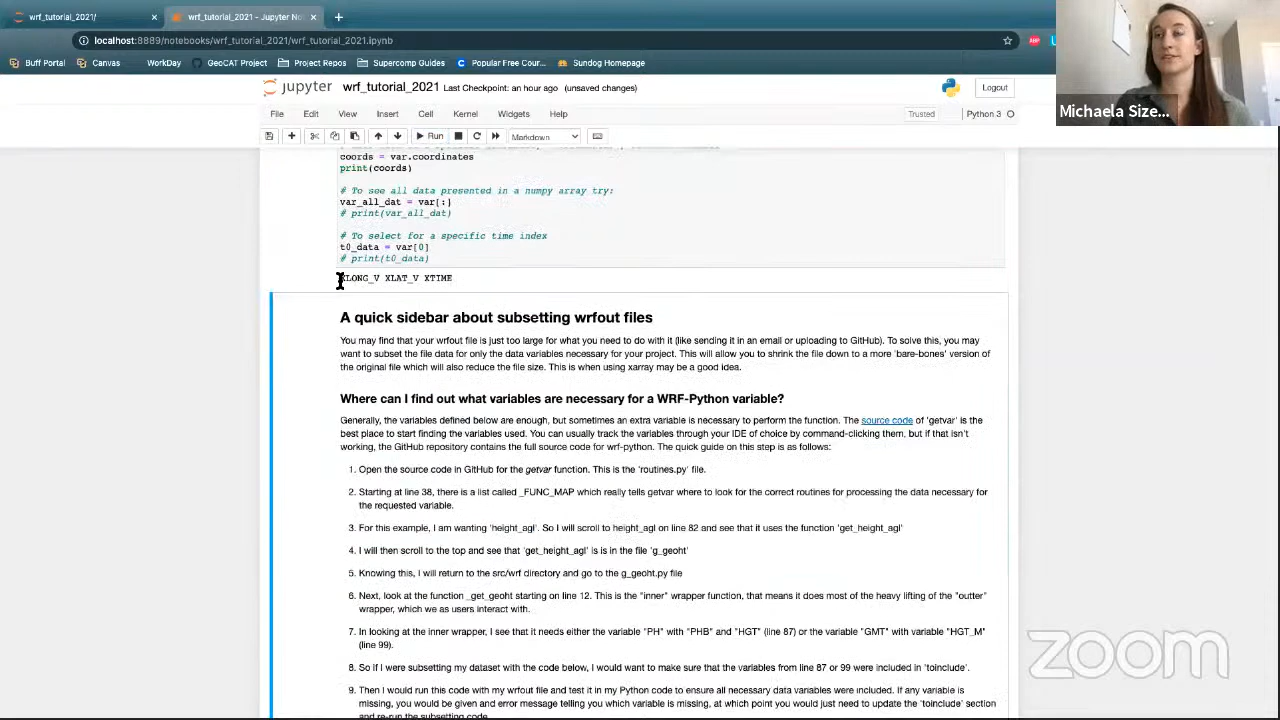 wrf_tutorial_2021/
wrf_tutorial_2021 - Jupyter No
localhost:8889/notebooks/wrf_tutorial_2021/wrf_tutorial_2021.ipynb
Buff Portal Canvas WorkDay GeoCAT Project Project Repos Supercomp Guides Popular Free Cour... Sundog Homepage
Michaela Size...
jupyter wrf_tutorial_2021 Last Checkpoint: an hour ago (unsaved changes) Logout
File Edit View Insert Cell Kernel Widgets Help Trusted Python 3
Run Markdown
coords = var.coordinates
print(coords)
# To see all data presented in a numpy array try:
var_all_dat = var[:]
# print(var_all_dat)
# To select for a specific time index
t0_data = var[0]
# print(t0_data)
XLONG_V XLAT_V XTIME
A quick sidebar about subsetting wrfout files
You may find that your wrfout file is just too large for what you need to do with it (like sending it in an email or uploading to GitHub). To solve this, you may
want to subset the file data for only the data variables necessary for your project. This will allow you to shrink the file down to a more 'bare-bones' version of
the original file which will also reduce the file size. This is when using xarray may be a good idea.
Where can I find out what variables are necessary for a WRF-Python variable?
Generally, the variables defined below are enough, but sometimes an extra variable is necessary to perform the function. The source code of 'getvar' is the
best place to start finding the variables used. You can usually track the variables through your IDE of choice by command-clicking them, but if that isn't
working, the GitHub repository contains the full source code for wrf-python. The quick guide on this step is as follows:
1. Open the source code in GitHub for the getvar function. This is the 'routines.py' file.
2. Starting at line 38, there is a list called _FUNC_MAP which really tells getvar where to look for the correct routines for processing the data necessary for
the requested variable.
3. For this example, I am wanting 'height_agl'. So I will scroll to height_agl on line 82 and see that it uses the function 'get_height_agl'
4. I will then scroll to the top and see that 'get_height_agl' is is in the file 'g_geoht'
5. Knowing this, I will return to the src/wrf directory and go to the g_geoht.py file
6. Next, look at the function _get_geoht starting on line 12. This is the "inner" wrapper function, that means it does most of the heavy lifting of the "outter"
wrapper, which we as users interact with.
7. In looking at the inner wrapper, I see that it needs either the variable "PH" with "PHB" and "HGT" (line 87) or the variable "GMT" with variable "HGT_M"
(line 99).
8. So if I were subsetting my dataset with the code below, I would want to make sure that the variables from line 87 or 99 were included in 'toinclude'.
9. Then I would run this code with my wrfout file and test it in my Python code to ensure all necessary data variables were included. If any variable is
missing, you would be given and error message telling you which variable is missing, at which point you would just need to update the 'toinclude' section
and re-run the subsetting code.
zoom